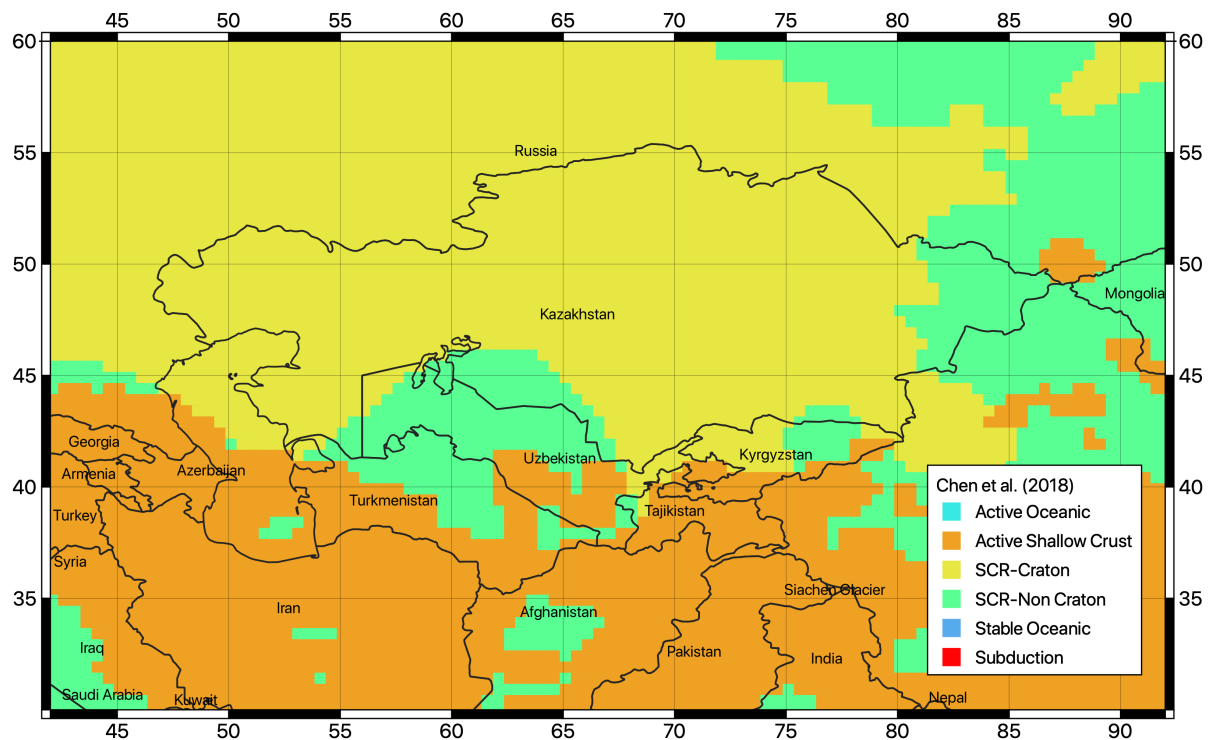 45 50 55 60 65 70 75 80 85 90
60 60
55 Russia 55
50 50
Mongolia
Kazakhstan
45 45
Georgia
Kyrgyzstan
Uzbekistan
Armenia Azerbaijan
40 Turkmenistan 40
Tajikistan
Turkey
Syria
Siachen Glacier
35 35
Iran Afghanistan
Iraq Pakistan India
Saudi Arabia Kuwait Nepal
Chen et al. (2018)
Active Oceanic
Active Shallow Crust
SCR-Craton
SCR-Non Craton
Stable Oceanic
Subduction
45 50 55 60 65 70 75 80 85 90